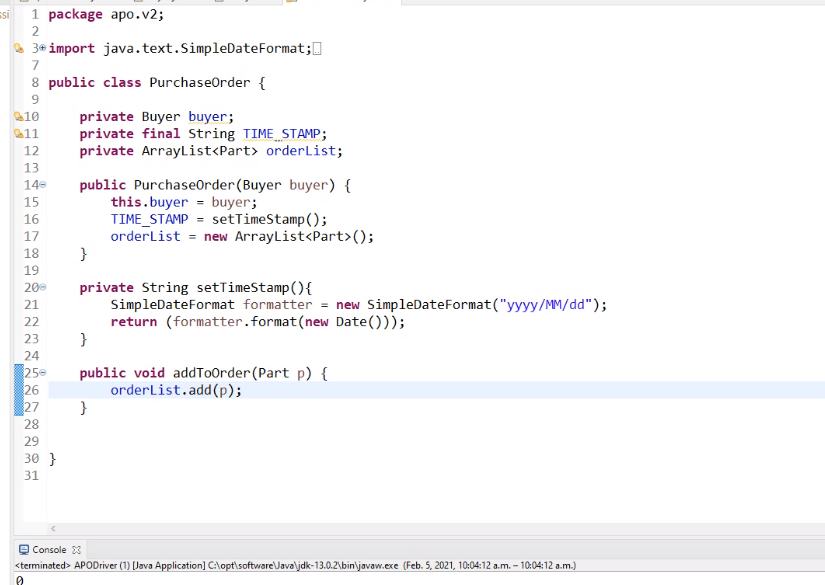 1 package apo.v2;
2
3 import java.text.SimpleDateFormat;
7
8 public class PurchaseOrder {
9
10 private Buyer buyer;
11 private final String TIME_STAMP;
12 private ArrayList<Part> orderList;
13
14 public PurchaseOrder(Buyer buyer) {
15 this.buyer = buyer;
16 TIME_STAMP = setTimeStamp();
17 orderList = new ArrayList<Part>();
18 }
19
20 private String setTimeStamp(){
21 SimpleDateFormat formatter = new SimpleDateFormat("yyyy/MM/dd");
22 return (formatter.format(new Date()));
23 }
24
25 public void addToOrder(Part p) {
26 orderList.add(p);
27 }
28
29
30 }
31
Console
<terminated> APODriver (1) [Java Application] C:\opt\software\Java\jdk-13.0.2\bin\javaw.exe (Feb. 5, 2021, 10:04:12 a.m. – 10:04:12 a.m.)
0